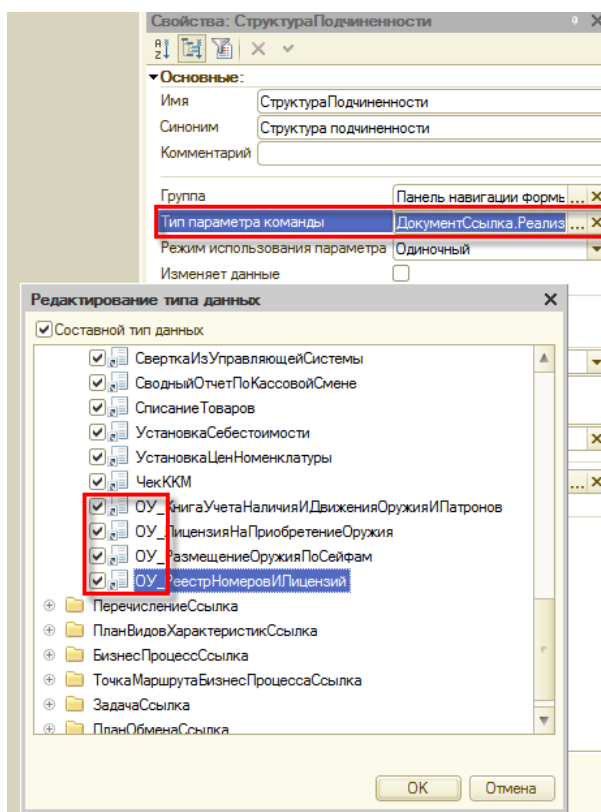 Свойства: СтруктураПодчиненности
Основные:
Имя СтруктураПодчиненности
Синоним Структура подчиненности
Комментарий
Группа Панель навигации формы ...
Тип параметра команды ДокументСсылка.Реализ ...
Режим использования параметра Одиночный
Изменяет данные
Редактирование типа данных
Составной тип данных
СверткаИзУправляющейСистемы
СводныйОтчетПоКассовойСмене
СписаниеТоваров
УстановкаСебестоимости
УстановкаЦенНоменклатуры
ЧекККМ
ОУ_КнигаУчетаНаличияИДвиженияОружияИПатронов
ОУ_ЛицензияНаПриобретениеОружия
ОУ_РазмещениеОружияПоСейфам
ОУ_РеестрНомеровИЛицензий
ПеречислениеСсылка
ПланВидовХарактеристикСсылка
БизнесПроцессСсылка
ТочкаМаршрутаБизнесПроцессаСсылка
ЗадачаСсылка
ПланОбменаСсылка
...
OK Отмена